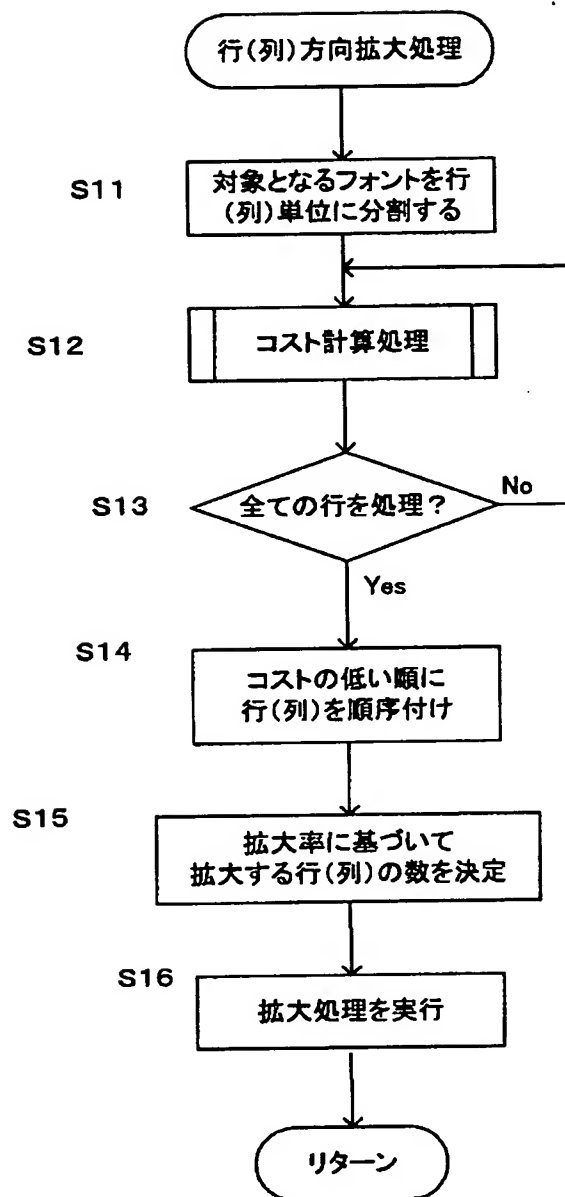 行(列)方向拡大処理
S11
対象となるフォントを行
(列)単位に分割する
S12
コスト計算処理
S13
全ての行を処理?
No
Yes
S14
コストの低い順に
行(列)を順序付け
S15
拡大率に基づいて
拡大する行(列)の数を決定
S16
拡大処理を実行
リターン